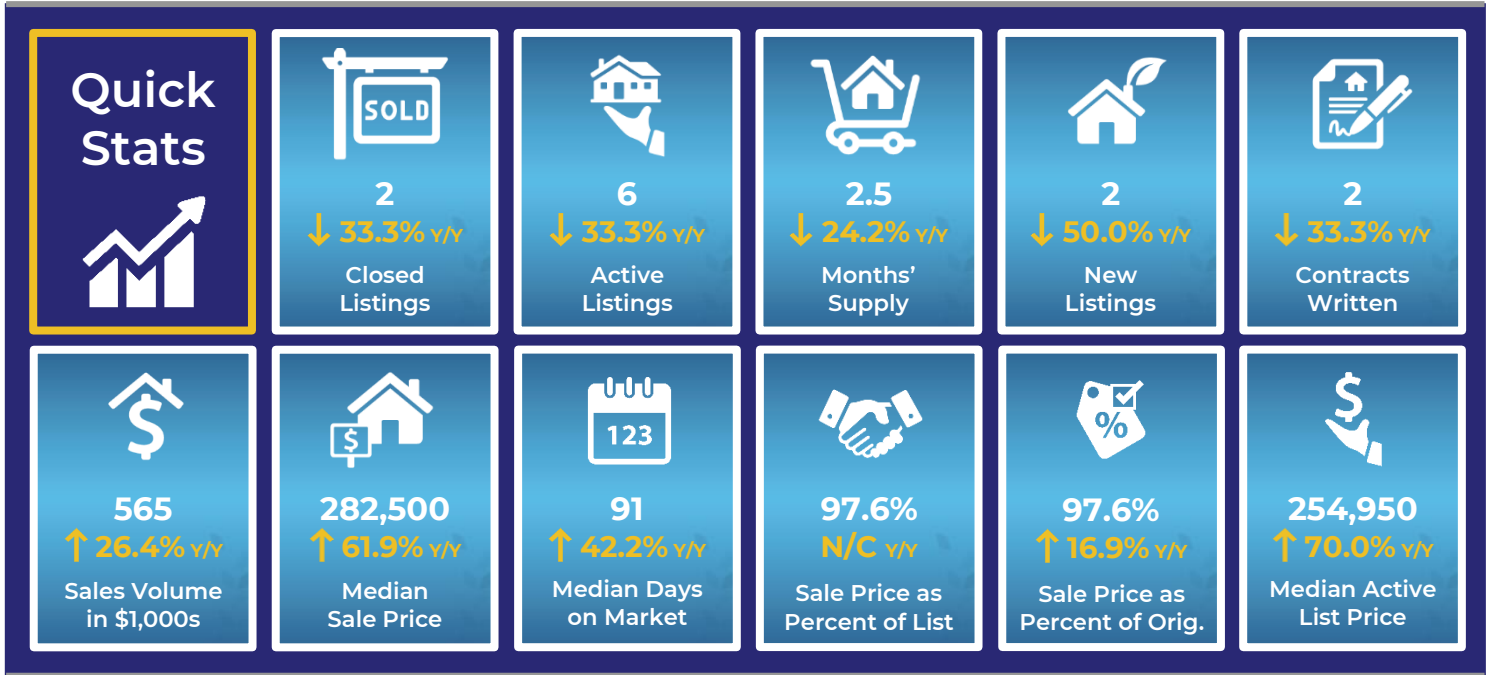 Quick
Stats
SOLD
2
↓ 33.3% Y/Y
Closed
Listings
6
↓ 33.3% Y/Y
Active
Listings
2.5
↓ 24.2% Y/Y
Months’
Supply
2
↓ 50.0% Y/Y
New
Listings
2
↓ 33.3% Y/Y
Contracts
Written
$
565
↑ 26.4% Y/Y
Sales Volume
in $1,000s
$
282,500
↑ 61.9% Y/Y
Median
Sale Price
123
91
↑ 42.2% Y/Y
Median Days
on Market
97.6%
N/C Y/Y
Sale Price as
Percent of List
%
97.6%
↑ 16.9% Y/Y
Sale Price as
Percent of Orig.
$
254,950
↑ 70.0% Y/Y
Median Active
List Price